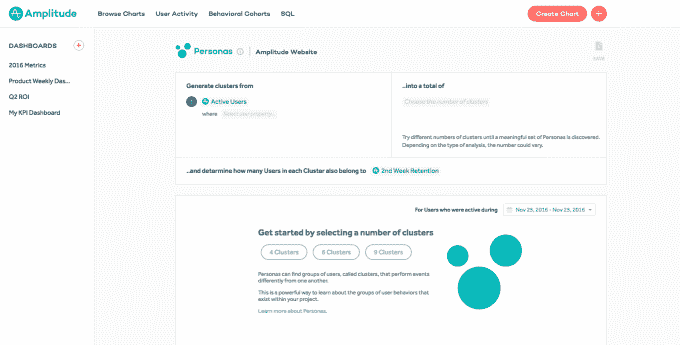 Amplitude
Browse Charts
User Activity
Behavioral Cohorts
SQL
Create Chart
+
DASHBOARDS
+
2016 Metrics
Product Weekly Das...
Q2 ROI
My KPI Dashboard
Personas
Amplitude Website
SAVE
Generate clusters from
Active Users
where Select user property...
...into a total of
Choose the number of clusters
Try different numbers of clusters until a meaningful set of Personas is discovered.
Depending on the type of analysis, the number could vary.
...and determine how many Users in each Cluster also belong to 2nd Week Retention
For Users who were active during Nov 23, 2016 - Nov 23, 2016
Get started by selecting a number of clusters
4 Clusters
6 Clusters
9 Clusters
Personas can find groups of users, called clusters, that perform events
differently from one another.
This is a powerful way to learn about the groups of user behaviors that
exist within your project.
Learn more about Personas.